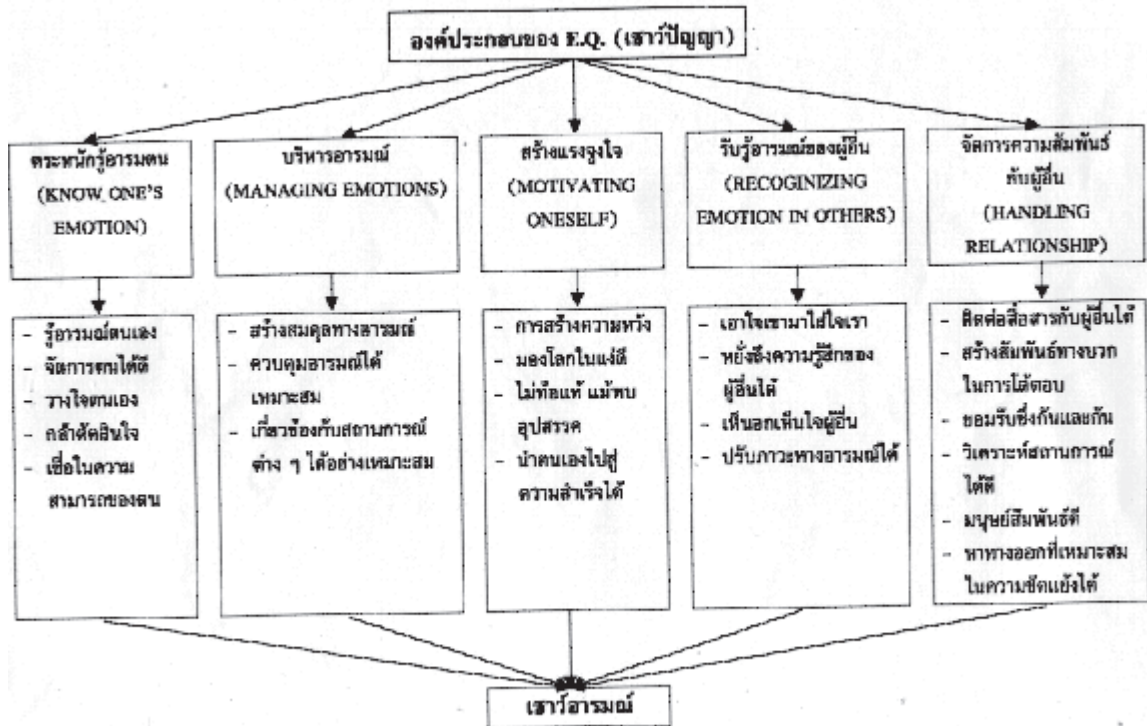 องค์ประกอบของ E.Q. (เชาว์ปัญญา)
ตระหนักรู้อารมตน
(KNOW ONE'S
EMOTION)
บริหารอารมณ์
(MANAGING EMOTIONS)
สร้างแรงจูงใจ
(MOTIVATING
ONESELF)
รับรู้อารมณ์ของผู้อื่น
(RECOGINIZING
EMOTION IN OTHERS)
จัดการความสัมพันธ์
กับผู้อื่น
(HANDLING
RELATIONSHIP)
- รู้อารมณ์ตนเอง
- จัดการตนได้ดี
- วางใจตนเอง
- กล้าตัดสินใจ
- เชื่อในความ
สามารถของตน
- สร้างสมดุลทางอารมณ์
- ควบคุมอารมณ์ได้
เหมาะสม
- เกี่ยวข้องกับสถานการณ์
ต่าง ๆ ได้อย่างเหมาะสม
- การสร้างความหวัง
- มองโลกในแง่ดี
- ไม่ท้อแท้ แม้พบ
อุปสรรค
- นำตนเองไปสู่
ความสำเร็จได้
- เอาใจเขามาใส่ใจเรา
- หยั่งถึงความรู้สึกของ
ผู้อื่นได้
- เห็นอกเห็นใจผู้อื่น
- ปรับภาวะทางอารมณ์ได้
- ติดต่อสื่อสารกับผู้อื่นได้
- สร้างสัมพันธ์ทางบวก
ในการโต้ตอบ
- ยอมรับซึ่งกันและกัน
- วิเคราะห์สถานการณ์
ได้ดี
- มนุษย์สัมพันธ์ดี
- หาทางออกที่เหมาะสม
ในความขัดแย้งได้
เชาว์อารมณ์